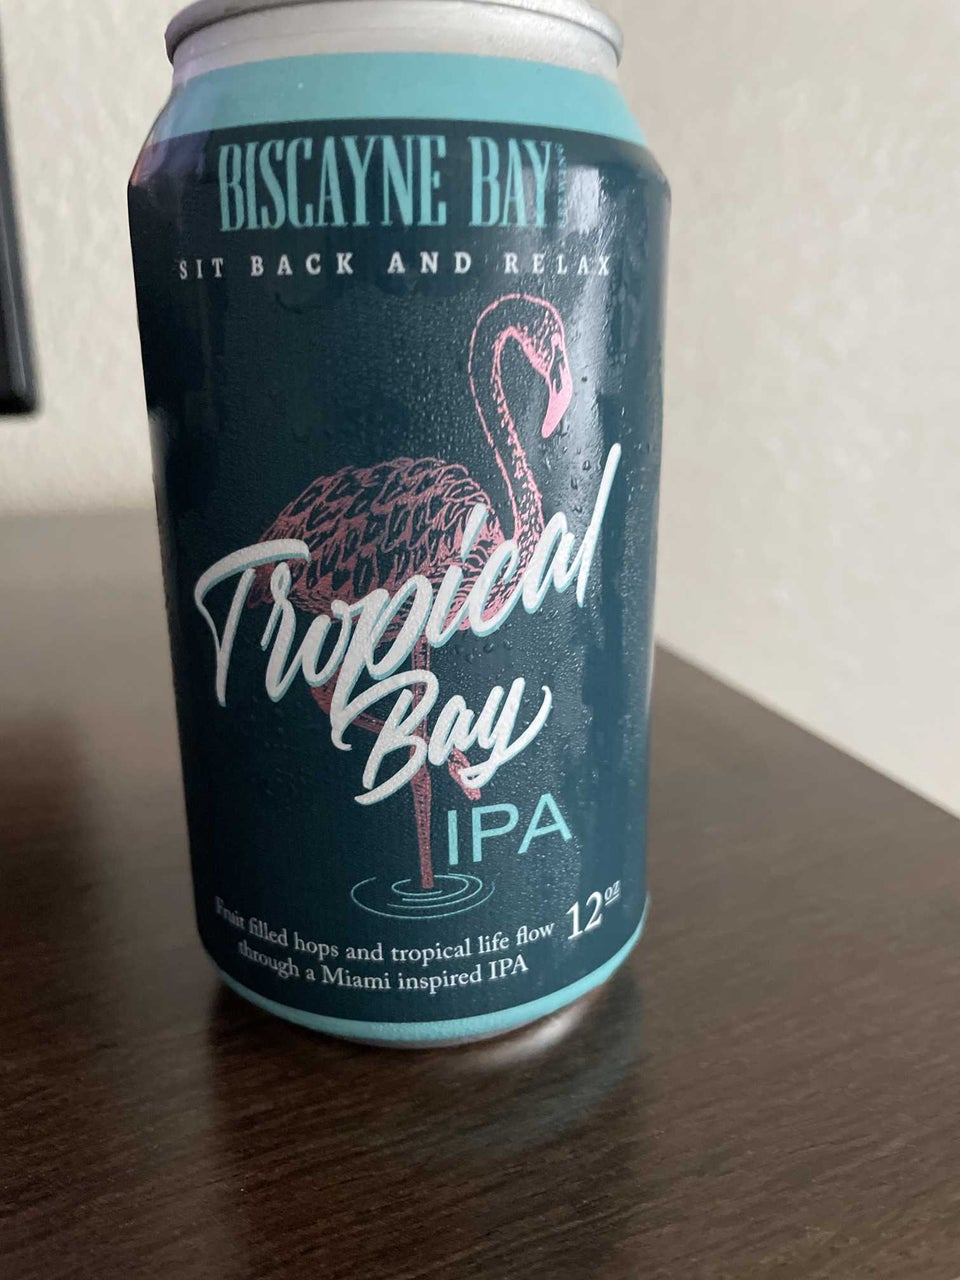 BISCAYNE BAY
SIT BACK AND RELAX
Tropical
Bay
IPA
Fruit filled hops and tropical life flow
through a Miami inspired IPA
12oz